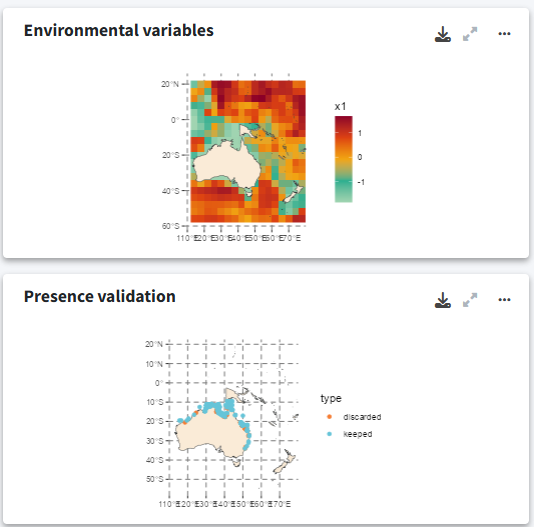 Environmental variables
x1
20°N
0°
20°S
40°S
60°S
1
0
-1
110°E120°E130°E140°E150°E160°E170°E
Presence validation
20°N
10°N
0°
10°S
20°S
30°S
40°S
50°S
type
discarded
keeped
110°E120°E130°E140°E150°E160°E170°E